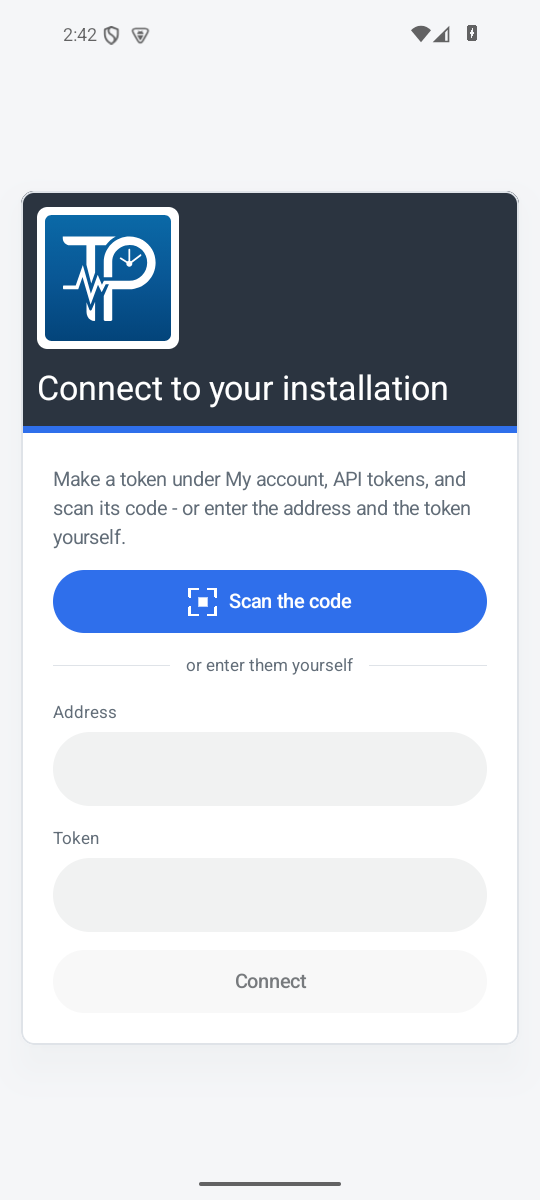 2:42
TP
Connect to your installation
Make a token under My account, API tokens, and
scan its code - or enter the address and the token
yourself.
Scan the code
or enter them yourself
Address
Token
Connect